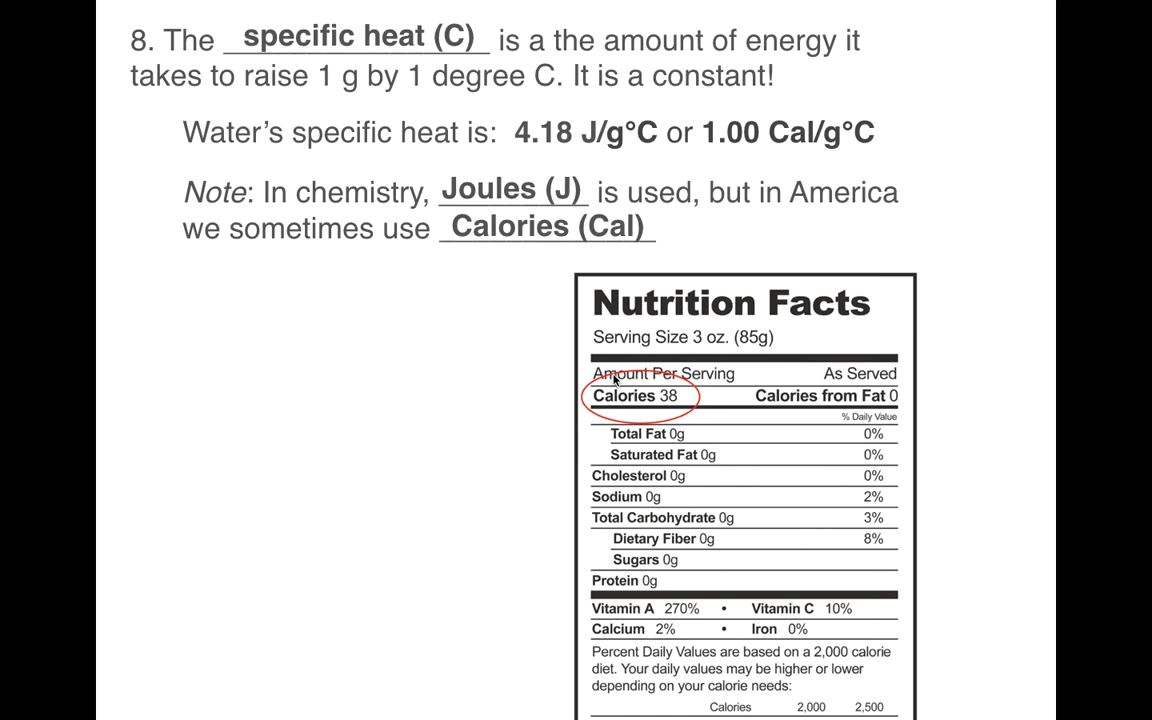 8. The specific heat (C) is a the amount of energy it
takes to raise 1 g by 1 degree C. It is a constant!
Water's specific heat is: 4.18 J/g°C or 1.00 Cal/g°C
Note: In chemistry, Joules (J) is used, but in America
we sometimes use Calories (Cal)
Nutrition Facts
Serving Size 3 oz. (85g)
Amount Per Serving As Served
Calories 38 Calories from Fat 0
% Daily Value
Total Fat 0g 0%
Saturated Fat 0g 0%
Cholesterol 0g 0%
Sodium 0g 2%
Total Carbohydrate 0g 3%
Dietary Fiber 0g 8%
Sugars 0g
Protein 0g
Vitamin A 270% • Vitamin C 10%
Calcium 2% • Iron 0%
Percent Daily Values are based on a 2,000 calorie
diet. Your daily values may be higher or lower
depending on your calorie needs:
Calories 2,000 2,500